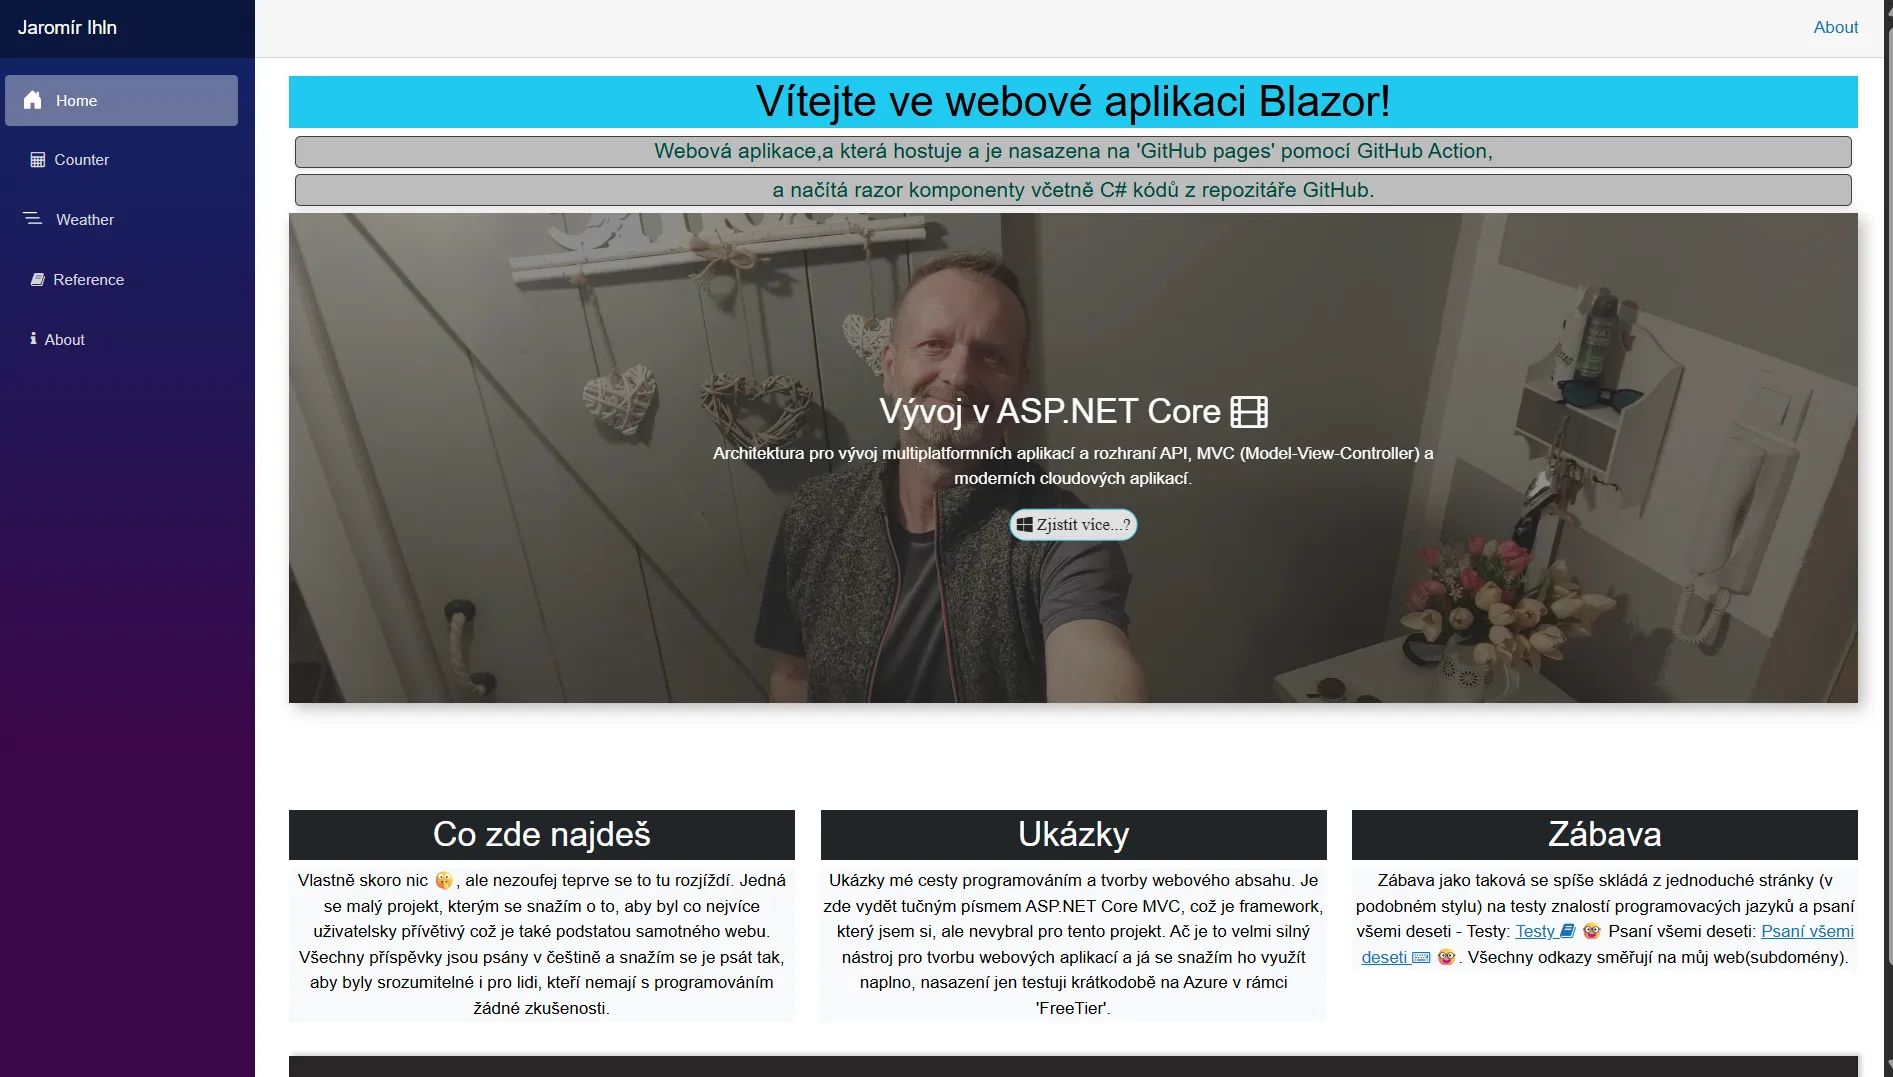 Jaromír Ihln
About
Home
Counter
Weather
Reference
About
Vítejte ve webové aplikaci Blazor!
Webová aplikace,a která hostuje a je nasazena na 'GitHub pages' pomocí GitHub Action,
a načítá razor komponenty včetně C# kódů z repozitáře GitHub.
Vývoj v ASP.NET Core
Architektura pro vývoj multiplatformních aplikací a rozhraní API, MVC (Model-View-Controller) a
moderních cloudových aplikací.
Zjistit více...?
Co zde najdeš
Vlastně skoro nic 🤫, ale nezoufej teprve se to tu rozjíždí. Jedná
se malý projekt, kterým se snažím o to, aby byl co nejvíce
uživatelsky přívětivý což je také podstatou samotného webu.
Všechny příspěvky jsou psány v češtině a snažím se je psát tak,
aby byly srozumitelné i pro lidi, kteří nemají s programováním
žádné zkušenosti.
Ukázky
Ukázky mé cesty programováním a tvorby webového absahu. Je
zde vydět tučným písmem ASP.NET Core MVC, což je framework,
který jsem si, ale nevybral pro tento projekt. Ač je to velmi silný
nástroj pro tvorbu webových aplikací a já se snažím ho využít
naplno, nasazení jen testuji krátkodobě na Azure v rámci
'FreeTier'.
Zábava
Zábava jako taková se spíše skládá z jednoduché stránky (v
podobném stylu) na testy znalostí programovacých jazyků a psaní
všemi deseti - Testy: Testy 🤓 Psaní všemi deseti: Psaní všemi
deseti 🤓. Všechny odkazy směřují na můj web(subdomény).